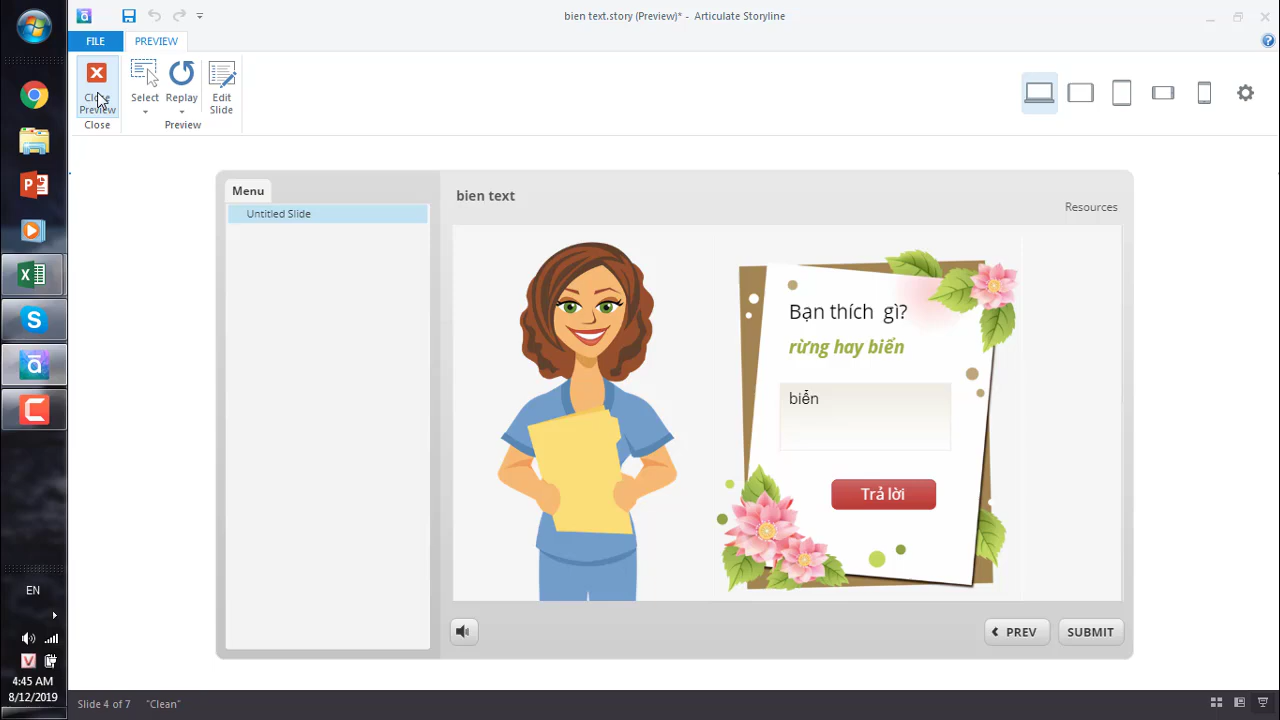 bien text.story (Preview)* - Articulate Storyline
FILE
PREVIEW
Close
Preview
Select
Replay
Edit
Slide
Close
Preview
Menu
Untitled Slide
bien text
Resources
Bạn thích gì?
rừng hay biển
biển
Trả lời
PREV
SUBMIT
EN
4:45 AM
8/12/2019
Slide 4 of 7
"Clean"